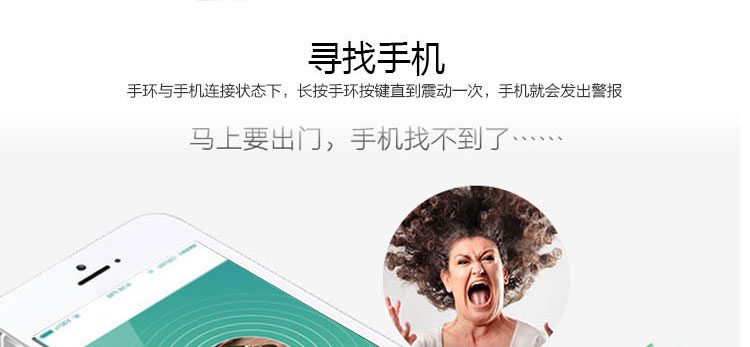 寻找手机
手环与手机连接状态下，长按手环按键直到震动一次，手机就会发出警报
马上要出门，手机找不到了······